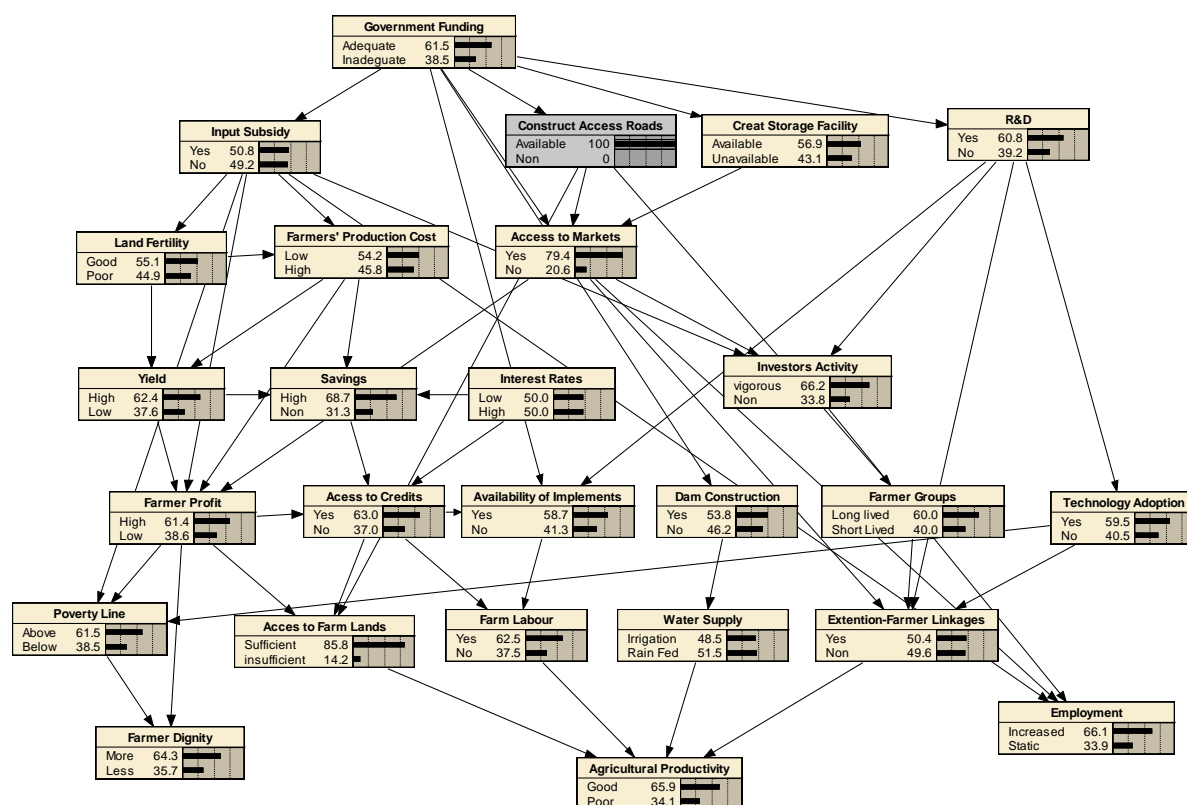 Government Funding
Adequate 61.5
Inadeguate 38.5
Input Subsidy
Yes 50.8
No 49.2
Construct Access Roads
Available 100
Non 0
Creat Storage Facility
Available 56.9
Unavailable 43.1
R&D
Yes 60.8
No 39.2
Land Fertility
Good 55.1
Poor 44.9
Farmers' Production Cost
Low 54.2
High 45.8
Access to Markets
Yes 79.4
No 20.6
Yield
High 62.4
Low 37.6
Savings
High 68.7
Non 31.3
Interest Rates
Low 50.0
High 50.0
Investors Activity
vigorous 66.2
Non 33.8
Farmer Profit
High 61.4
Low 38.6
Acess to Credits
Yes 63.0
No 37.0
Availability of Implements
Yes 58.7
No 41.3
Dam Construction
Yes 53.8
No 46.2
Farmer Groups
Long lived 60.0
Short Lived 40.0
Technology Adoption
Yes 59.5
No 40.5
Poverty Line
Above 61.5
Below 38.5
Acces to Farm Lands
Sufficient 85.8
insufficient 14.2
Farm Labour
Yes 62.5
No 37.5
Water Supply
Irrigation 48.5
Rain Fed 51.5
Extention-Farmer Linkages
Yes 50.4
Non 49.6
Farmer Dignity
More 64.3
Less 35.7
Employment
Increased 66.1
Static 33.9
Agricultural Productivity
Good 65.9
Poor 34.1